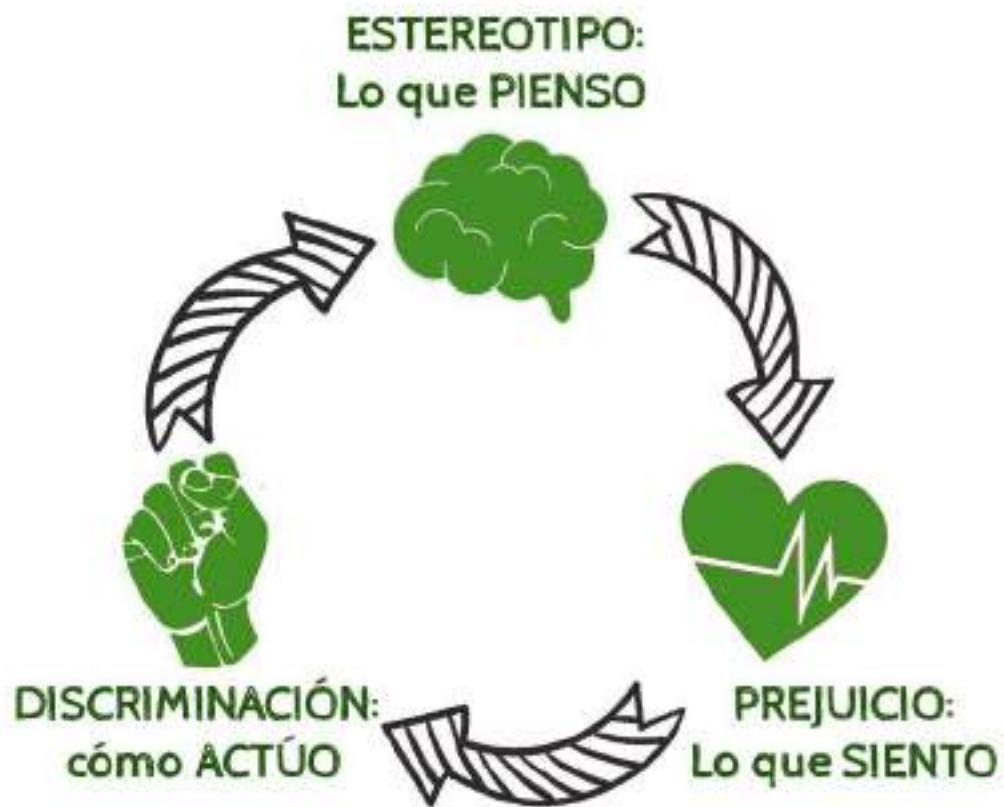 ESTEREOTIPO:
Lo que PIENSO
PREJUICIO:
Lo que SIENTO
DISCRIMINACIÓN:
cómo ACTÚO